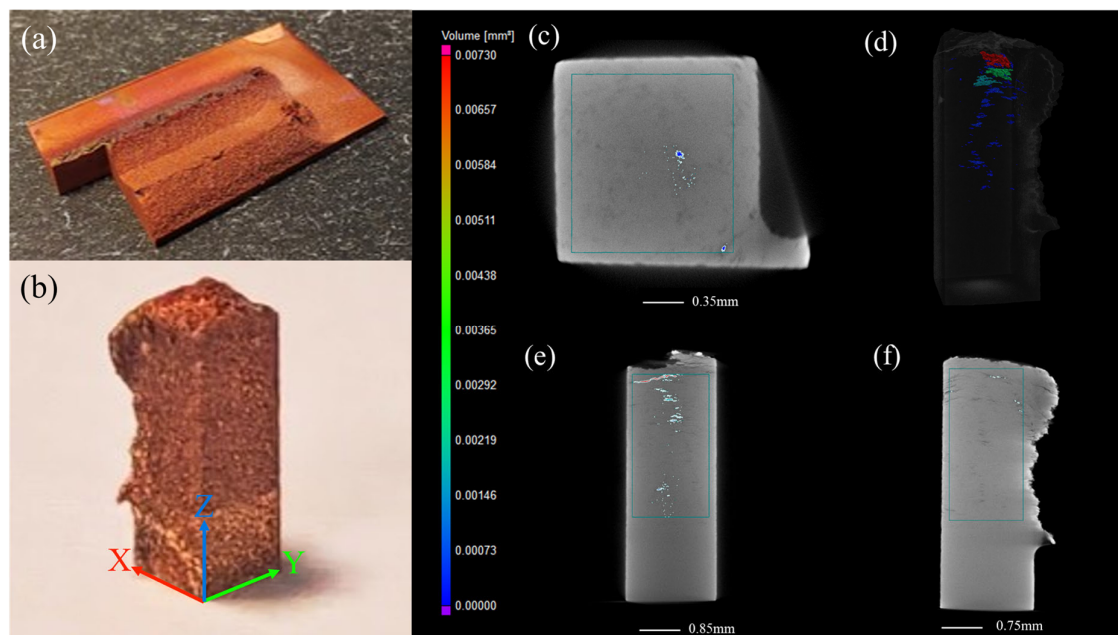 (a)
(b)
X
Z
Y
Volume [mm³]
0.00730
0.00657
0.00584
0.00511
0.00438
0.00365
0.00292
0.00219
0.00146
0.00073
0.00000
(c)
0.35mm
(d)
(e)
0.85mm
(f)
0.75mm